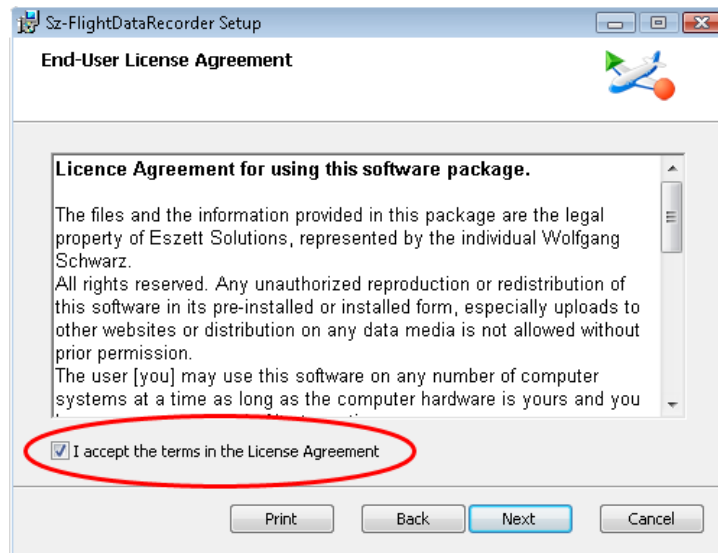 Sz-FlightDataRecorder Setup
End-User License Agreement
Licence Agreement for using this software package.
The files and the information provided in this package are the legal
property of Eszett Solutions, represented by the individual Wolfgang
Schwarz.
All rights reserved. Any unauthorized reproduction or redistribution of
this software in its pre-installed or installed form, especially uploads to
other websites or distribution on any data media is not allowed without
prior permission.
The user [you] may use this software on any number of computer
systems at a time as long as the computer hardware is yours and you
I accept the terms in the License Agreement
Print Back Next Cancel